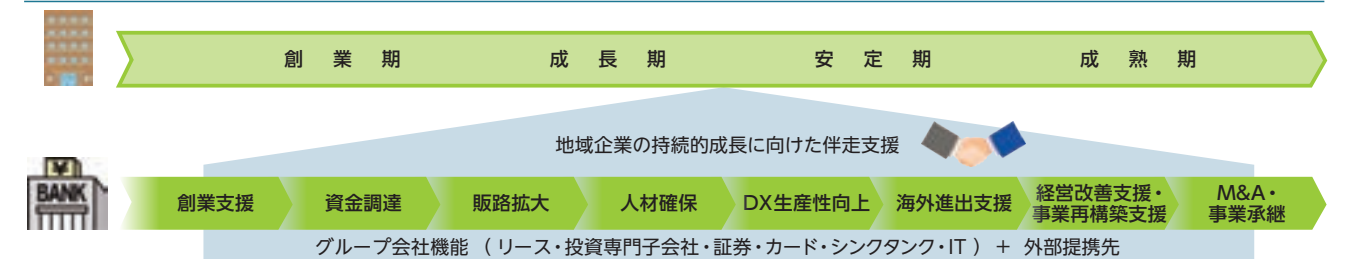 創業期 成長期 安定期 成熟期
地域企業の持続的成長に向けた伴走支援
¥
BANK
創業支援 資金調達 販路拡大 人材確保 DX生産性向上 海外進出支援 経営改善支援・ M&A・
事業再構築支援 事業承継
グループ会社機能 ( リース・投資専門子会社・証券・カード・シンクタンク・IT ) + 外部提携先